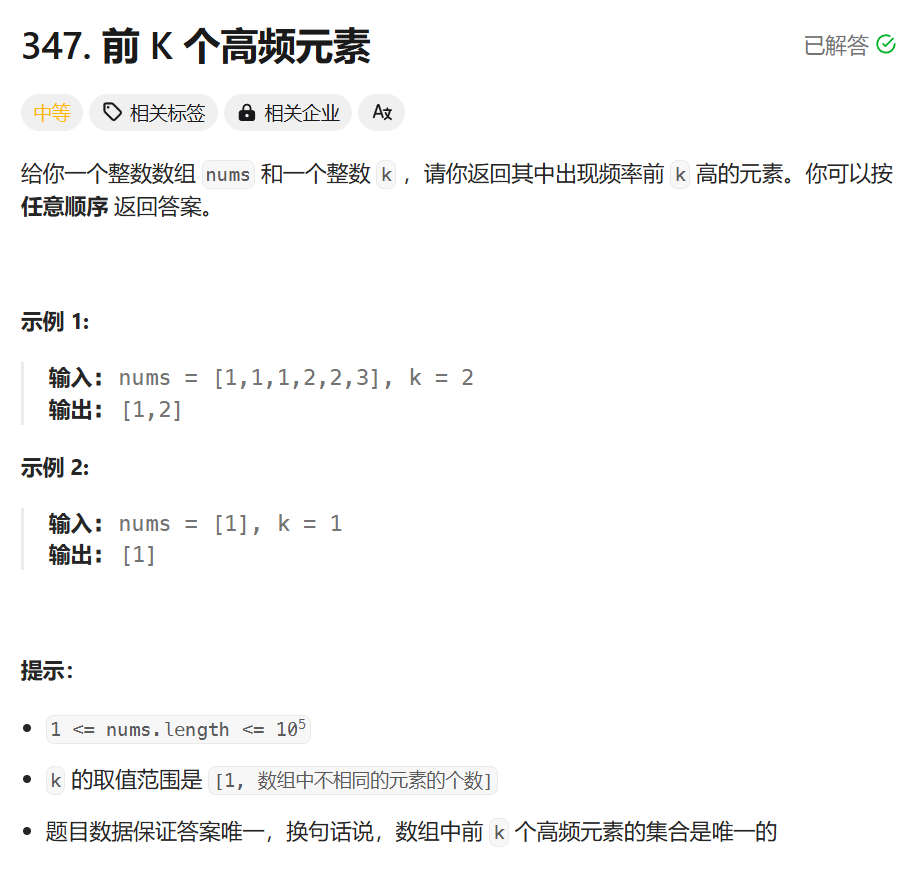 347. 前 K 个高频元素
已解答
中等
相关标签
相关企业
给你一个整数数组 nums 和一个整数 k ，请你返回其中出现频率前 k 高的元素。你可以按
任意顺序 返回答案。
示例 1:
输入: nums = [1,1,1,2,2,3], k = 2
输出: [1,2]
示例 2:
输入: nums = [1], k = 1
输出: [1]
提示：
1 <= nums.length <= 10⁵
k 的取值范围是 [1, 数组中不相同的元素的个数]
题目数据保证答案唯一，换句话说，数组中前 k 个高频元素的集合是唯一的